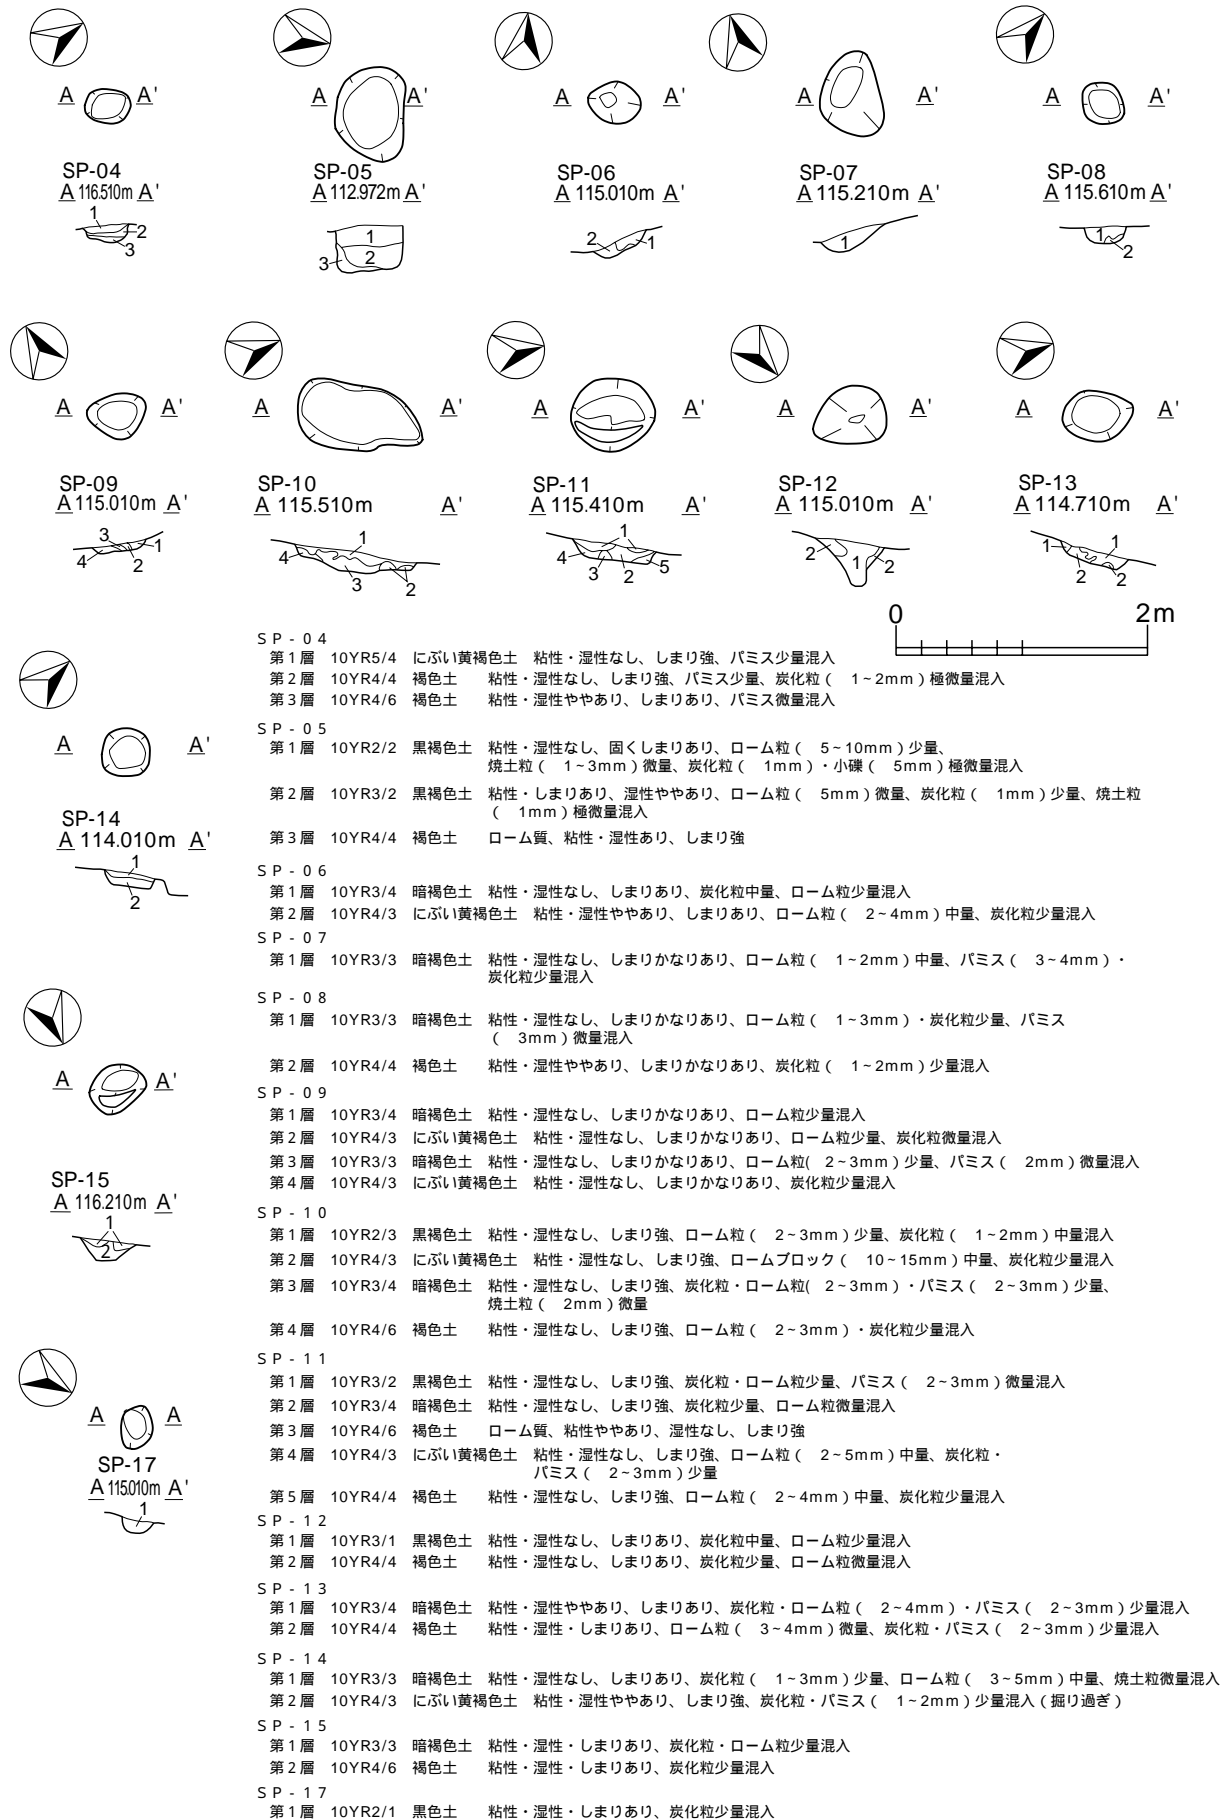 A A' A A' A A' A A' A A'
SP-04 SP-05 SP-06 SP-07 SP-08
A 116.510m A' A 112.972m A' A 115.010m A' A 115.210m A' A 115.610m A'
1 2 3
1 2 3
2 1
1
1 2
A A' A A' A A' A A' A A'
SP-09 SP-10 SP-11 SP-12 SP-13
A 115.010m A' A 115.510m A' A 115.410m A' A 115.010m A' A 114.710m A'
3 1 4 2
1 4 3 2
1 4 3 2 5
2 1 2
1 1 2 2
0 2m
A A'
SP-14
A 114.010m A'
1
2
A A'
SP-15
A 116.210m A'
1
2
A A
SP-17
A 115.010m A'
1
SP-04
第1層 10YR5/4 にぶい黄褐色土 粘性・湿性なし、しまり強、パミス少量混入
第2層 10YR4/4 褐色土 粘性・湿性なし、しまり強、パミス少量、炭化粒( 1~2mm)極微量混入
第3層 10YR4/6 褐色土 粘性・湿性ややあり、しまりあり、パミス微量混入
SP-05
第1層 10YR2/2 黒褐色土 粘性・湿性なし、固くしまりあり、ローム粒( 5~10mm)少量、
焼土粒( 1~3mm)微量、炭化粒( 1mm)・小礫( 5mm)極微量混入
第2層 10YR3/2 黒褐色土 粘性・しまりあり、湿性ややあり、ローム粒( 5mm)微量、炭化粒( 1mm)少量、焼土粒
( 1mm)極微量混入
第3層 10YR4/4 褐色土 ローム質、粘性・湿性あり、しまり強
SP-06
第1層 10YR3/4 暗褐色土 粘性・湿性なし、しまりあり、炭化粒中量、ローム粒少量混入
第2層 10YR4/3 にぶい黄褐色土 粘性・湿性ややあり、しまりあり、ローム粒( 2~4mm)中量、炭化粒少量混入
SP-07
第1層 10YR3/3 暗褐色土 粘性・湿性なし、しまりかなりあり、ローム粒( 1~2mm)中量、パミス( 3~4mm)・
炭化粒少量混入
SP-08
第1層 10YR3/3 暗褐色土 粘性・湿性なし、しまりかなりあり、ローム粒( 1~3mm)・炭化粒少量、パミス
( 3mm)微量混入
第2層 10YR4/4 褐色土 粘性・湿性ややあり、しまりかなりあり、炭化粒( 1~2mm)少量混入
SP-09
第1層 10YR3/4 暗褐色土 粘性・湿性なし、しまりかなりあり、ローム粒少量混入
第2層 10YR4/3 にぶい黄褐色土 粘性・湿性なし、しまりかなりあり、ローム粒少量、炭化粒微量混入
第3層 10YR3/3 暗褐色土 粘性・湿性なし、しまりかなりあり、ローム粒( 2~3mm)少量、パミス( 2mm)微量混入
第4層 10YR4/3 にぶい黄褐色土 粘性・湿性なし、しまりかなりあり、炭化粒少量混入
SP-10
第1層 10YR2/3 黒褐色土 粘性・湿性なし、しまり強、ローム粒( 2~3mm)少量、炭化粒( 1~2mm)中量混入
第2層 10YR4/3 にぶい黄褐色土 粘性・湿性なし、しまり強、ロームブロック( 10~15mm)中量、炭化粒少量混入
第3層 10YR3/4 暗褐色土 粘性・湿性なし、しまり強、炭化粒・ローム粒( 2~3mm)・パミス( 2~3mm)少量、
焼土粒( 2mm)微量
第4層 10YR4/6 褐色土 粘性・湿性なし、しまり強、ローム粒( 2~3mm)・炭化粒少量混入
SP-11
第1層 10YR3/2 黒褐色土 粘性・湿性なし、しまり強、炭化粒・ローム粒少量、パミス( 2~3mm)微量混入
第2層 10YR3/4 暗褐色土 粘性・湿性なし、しまり強、炭化粒少量、ローム粒微量混入
第3層 10YR4/6 褐色土 ローム質、粘性ややあり、湿性なし、しまり強
第4層 10YR4/3 にぶい黄褐色土 粘性・湿性なし、しまり強、ローム粒( 2~5mm)中量、炭化粒・
パミス( 2~3mm)少量
第5層 10YR4/4 褐色土 粘性・湿性なし、しまり強、ローム粒( 2~4mm)中量、炭化粒少量混入
SP-12
第1層 10YR3/1 黒褐色土 粘性・湿性なし、しまりあり、炭化粒中量、ローム粒少量混入
第2層 10YR4/4 褐色土 粘性・湿性なし、しまりあり、炭化粒少量、ローム粒微量混入
SP-13
第1層 10YR3/4 暗褐色土 粘性・湿性ややあり、しまりあり、炭化粒・ローム粒( 2~4mm)・パミス( 2~3mm)少量混入
第2層 10YR4/4 褐色土 粘性・湿性・しまりあり、ローム粒( 3~4mm)微量、炭化粒・パミス( 2~3mm)少量混入
SP-14
第1層 10YR3/3 暗褐色土 粘性・湿性なし、しまりあり、炭化粒( 1~3mm)少量、ローム粒( 3~5mm)中量、焼土粒微量混入
第2層 10YR4/3 にぶい黄褐色土 粘性・湿性ややあり、しまり強、炭化粒・パミス( 1~2mm)少量混入(掘り過ぎ)
SP-15
第1層 10YR3/3 暗褐色土 粘性・湿性・しまりあり、炭化粒・ローム粒少量混入
第2層 10YR4/6 褐色土 粘性・湿性・しまりあり、炭化粒少量混入
SP-17
第1層 10YR2/1 黒色土 粘性・湿性・しまりあり、炭化粒少量混入